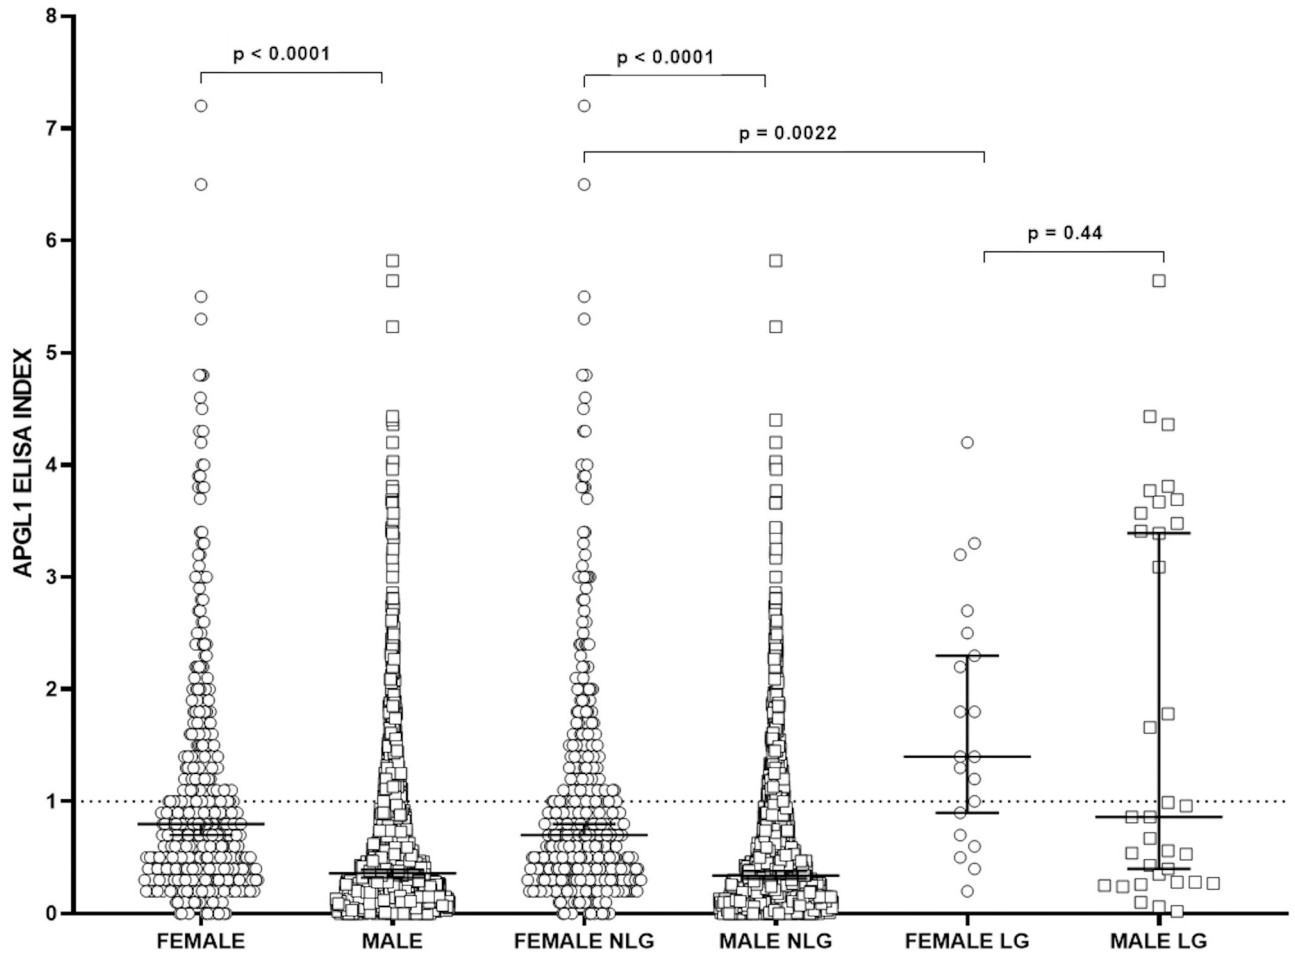 8
p < 0.0001
p < 0.0001
7
p = 0.0022
6
p = 0.44
5
APGL1 ELISA INDEX
4
3
2
1
0
FEMALE
MALE
FEMALE NLG
MALE NLG
FEMALE LG
MALE LG